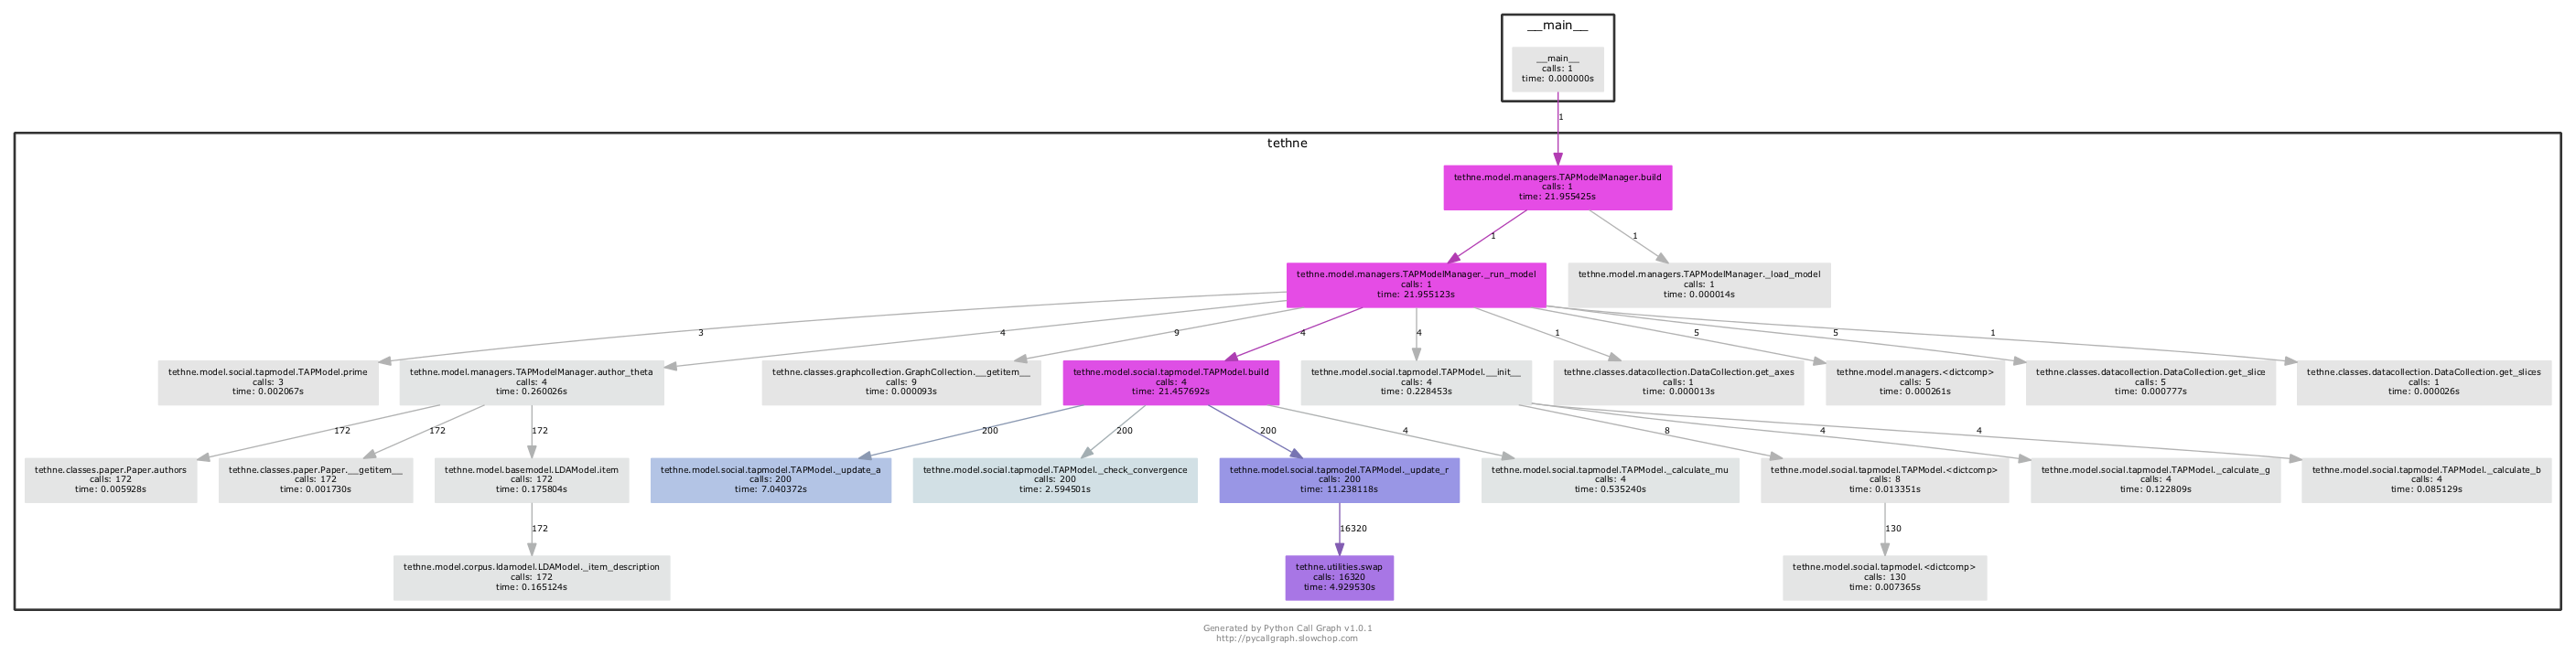 __main__
__main__
calls: 1
time: 0.000000s
1
tethne
tethne.model.managers.TAPModelManager.build
calls: 1
time: 21.955425s
1
1
tethne.model.managers.TAPModelManager._run_model
calls: 1
time: 21.955123s
tethne.model.managers.TAPModelManager._load_model
calls: 1
time: 0.000014s
3
4
9
4
4
1
5
5
1
tethne.model.social.tapmodel.TAPModel.prime
calls: 3
time: 0.002067s
tethne.model.managers.TAPModelManager.author_theta
calls: 4
time: 0.260026s
tethne.classes.graphcollection.GraphCollection.__getitem__
calls: 9
time: 0.000093s
tethne.model.social.tapmodel.TAPModel.build
calls: 4
time: 21.457692s
tethne.model.social.tapmodel.TAPModel.__init__
calls: 4
time: 0.228453s
tethne.classes.datacollection.DataCollection.get_axes
calls: 1
time: 0.000013s
tethne.model.managers.<dictcomp>
calls: 5
time: 0.000261s
tethne.classes.datacollection.DataCollection.get_slice
calls: 5
time: 0.000777s
tethne.classes.datacollection.DataCollection.get_slices
calls: 1
time: 0.000026s
172
172
172
200
200
200
4
8
4
4
tethne.classes.paper.Paper.authors
calls: 172
time: 0.005928s
tethne.classes.paper.Paper.__getitem__
calls: 172
time: 0.001730s
tethne.model.basemodel.LDAModel.item
calls: 172
time: 0.175804s
tethne.model.social.tapmodel.TAPModel._update_a
calls: 200
time: 7.040372s
tethne.model.social.tapmodel.TAPModel._check_convergence
calls: 200
time: 2.594501s
tethne.model.social.tapmodel.TAPModel._update_r
calls: 200
time: 11.238118s
tethne.model.social.tapmodel.TAPModel._calculate_mu
calls: 4
time: 0.535240s
tethne.model.social.tapmodel.TAPModel.<dictcomp>
calls: 8
time: 0.013351s
tethne.model.social.tapmodel.TAPModel._calculate_g
calls: 4
time: 0.122809s
tethne.model.social.tapmodel.TAPModel._calculate_b
calls: 4
time: 0.085129s
172
16320
130
tethne.model.corpus.ldamodel.LDAModel._item_description
calls: 172
time: 0.165124s
tethne.utilities.swap
calls: 16320
time: 4.929530s
tethne.model.social.tapmodel.<dictcomp>
calls: 130
time: 0.007365s
Generated by Python Call Graph v1.0.1
http://pycallgraph.slowchop.com